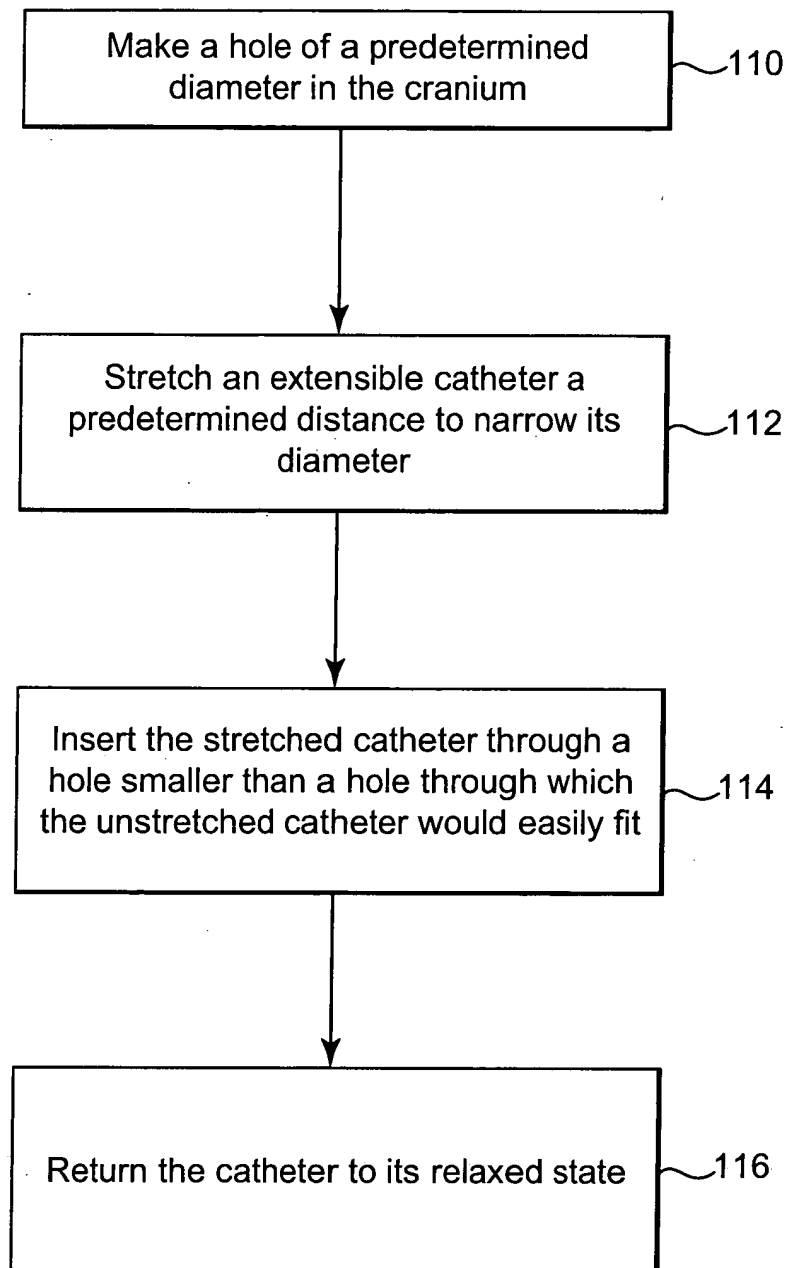 Make a hole of a predetermined
diameter in the cranium
110
Stretch an extensible catheter a
predetermined distance to narrow its
diameter
112
Insert the stretched catheter through a
hole smaller than a hole through which
the unstretched catheter would easily fit
114
Return the catheter to its relaxed state
116